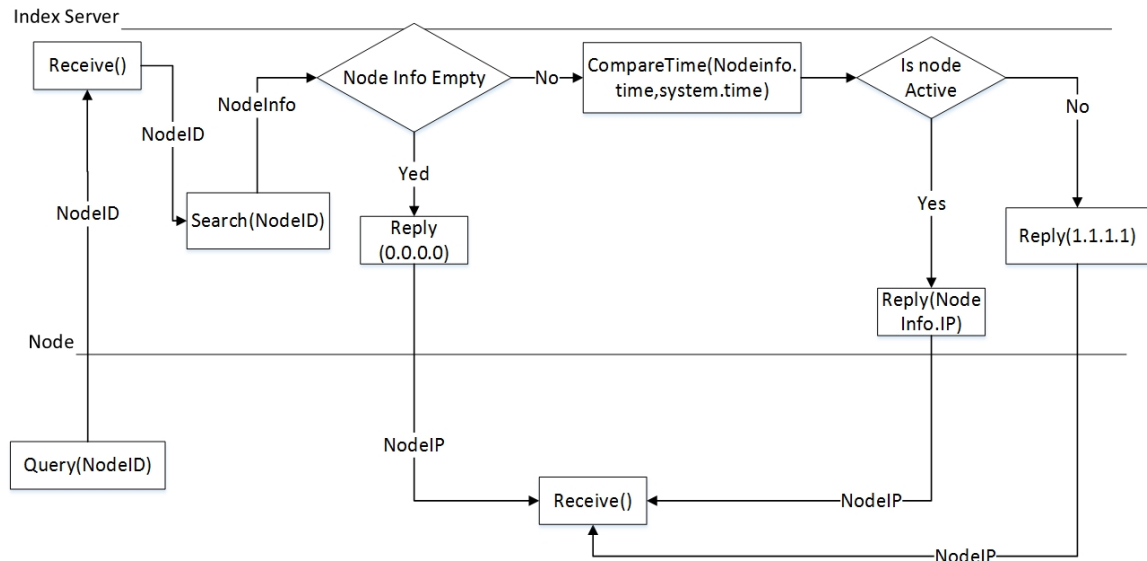 Index Server
Receive()
NodeID
NodeInfo
Search(NodeID)
Node Info Empty
No
CompareTime(Nodeinfo.
time,system.time)
Is node
Active
No
Yed
Yes
Reply
(0.0.0.0)
Reply(1.1.1.1)
Reply(Node
Info.IP)
NodeID
Node
Query(NodeID)
NodeIP
Receive()
NodeIP
NodeIP